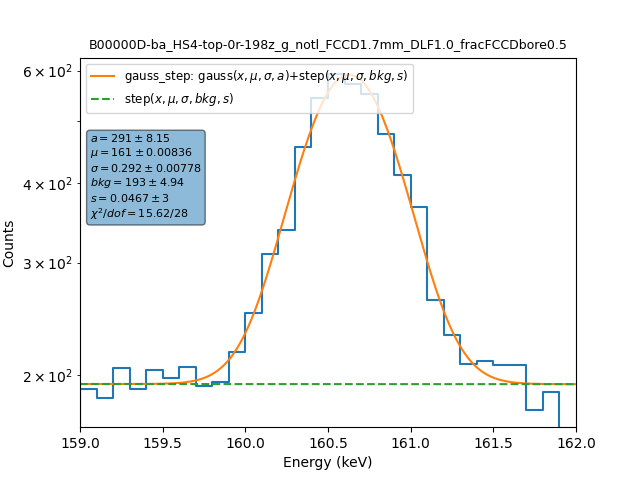 B00000D-ba_HS4-top-0r-198z_g_notl_FCCD1.7mm_DLF1.0_fracFCCDbore0.5
gauss_step: gauss(x, μ, σ, a)+step(x, μ, σ, bkg, s)
step(x, μ, σ, bkg, s)
a = 291 ± 8.15
μ = 161 ± 0.00836
σ = 0.292 ± 0.00778
bkg = 193 ± 4.94
s = 0.0467 ± 3
χ²/dof = 15.62/28
6 × 10²
4 × 10²
3 × 10²
2 × 10²
Counts
159.0 159.5 160.0 160.5 161.0 161.5 162.0
Energy (keV)